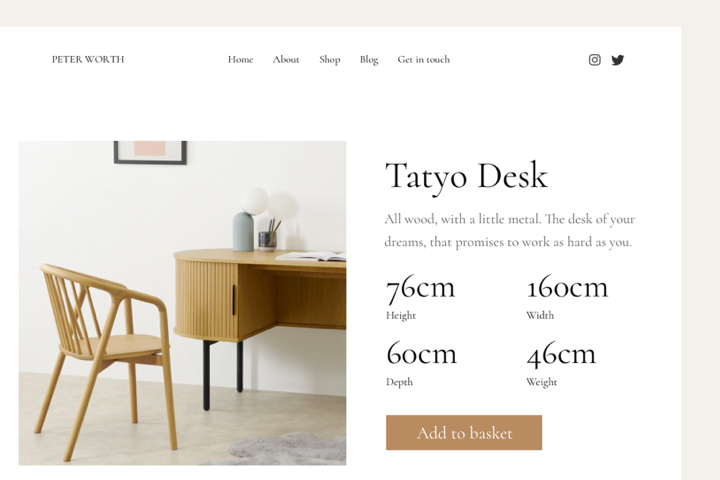 PETER WORTH
Home About Shop Blog Get in touch
Tatyo Desk
All wood, with a little metal. The desk of your
dreams, that promises to work as hard as you.
76cm
Height
160cm
Width
60cm
Depth
46cm
Weight
Add to basket